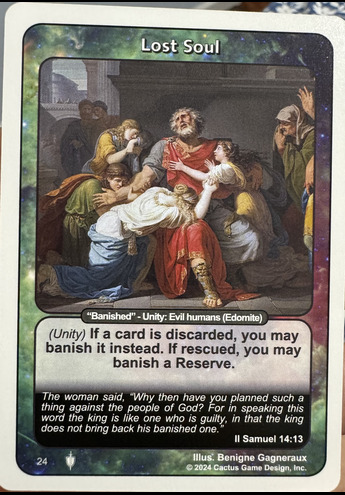 Lost Soul
"Banished" - Unity: Evil humans (Edomite)
(Unity) If a card is discarded, you may
banish it instead. If rescued, you may
banish a Reserve.
The woman said, "Why then have you planned such a
thing against the people of God? For in speaking this
word the king is like one who is guilty, in that the king
does not bring back his banished one."
II Samuel 14:13
24
Illus. Benigne Gagneraux
© 2024 Cactus Game Design, Inc.